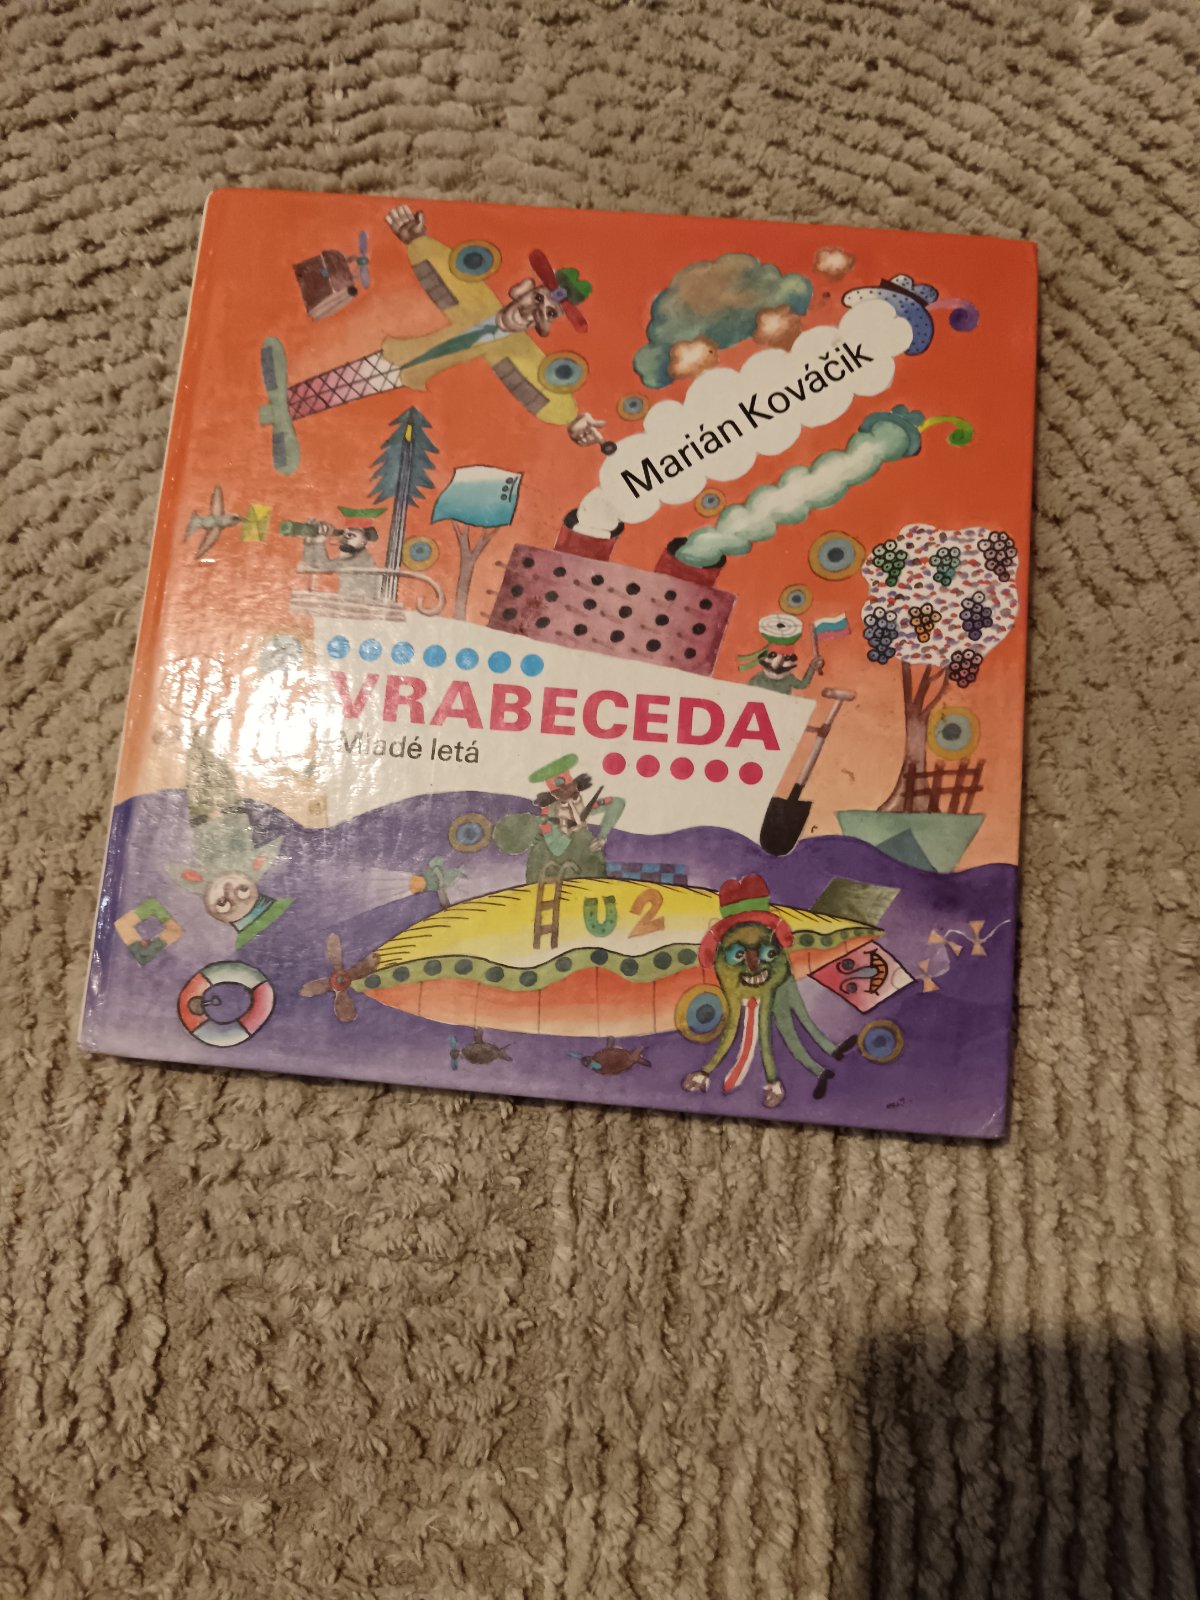 Marián Kováčik
VRABECEDA
Mladé letá
U2